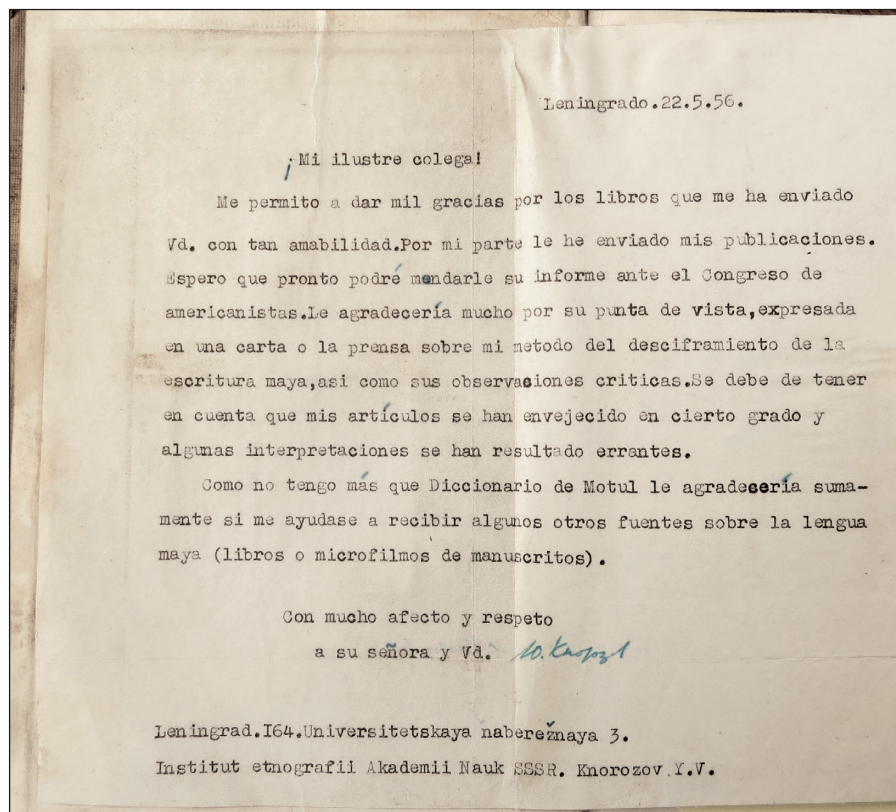 Leningrado.22.5.56.
¡Mi ilustre colega!
Me permito a dar mil gracias por los libros que me ha enviado
Vd. con tan amabilidad.Por mi parte le he enviado mis publicaciones.
Espero que pronto podré mandarle su informe ante el Congreso de
americanistas.Le agradecería mucho por su punta de vista,expresada
en una carta o la prensa sobre mi metodo del desciframiento de la
escritura maya,asi como sus observaciones criticas.Se debe de tener
en cuenta que mis artículos se han envejecido en cierto grado y
algunas interpretaciones se han resultado errantes.
Como no tengo más que Diccionario de Motul le agradecería suma-
mente si me ayudase a recibir algunos otros fuentes sobre la lengua
maya (libros o microfilmos de manuscritos).
Con mucho afecto y respeto
a su señora y Vd. Ю.
Leningrad.I64.Universitetskaya naberežnaya 3.
Institut etnografii Akademii Nauk SSSR. Knorozov.Y.V.